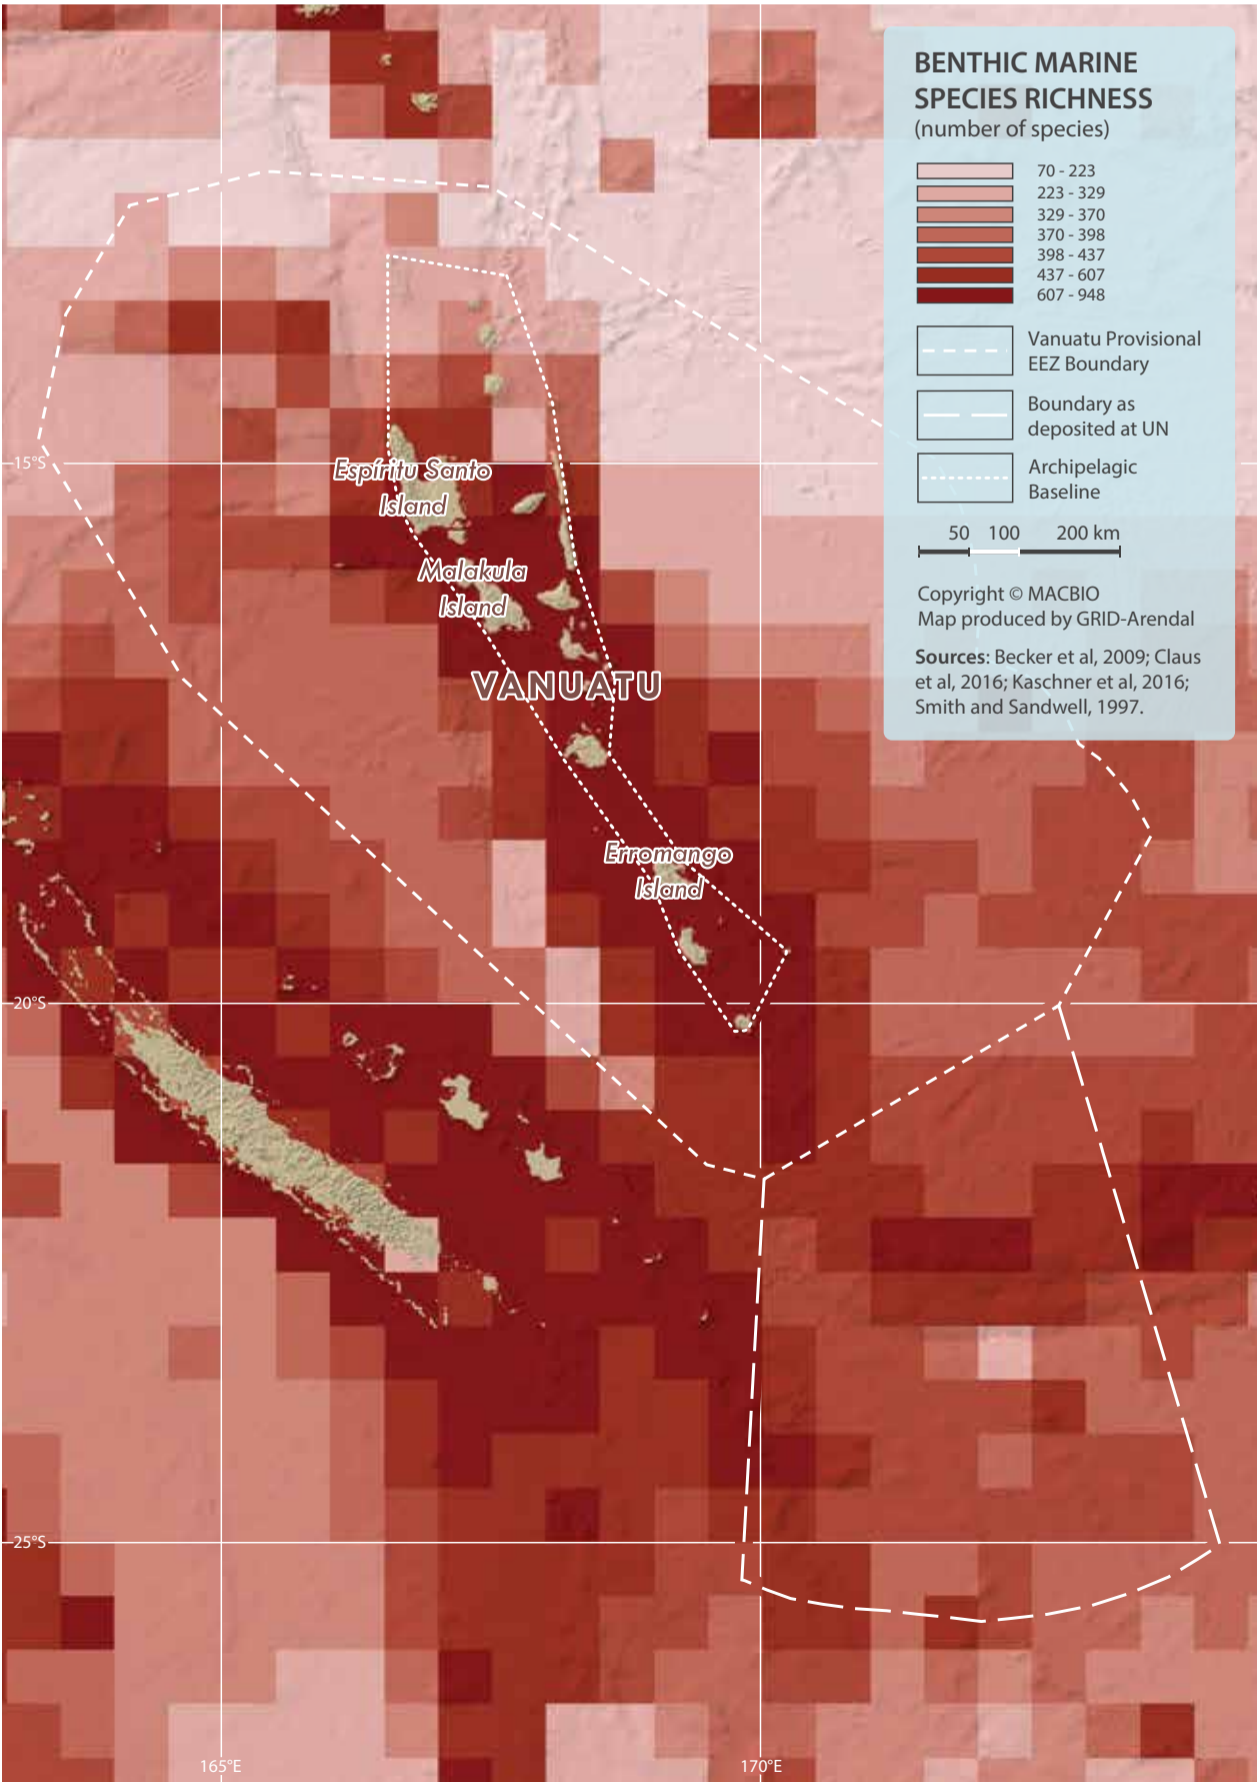 BENTHIC MARINE
SPECIES RICHNESS
(number of species)
70 - 223
223 - 329
329 - 370
370 - 398
398 - 437
437 - 607
607 - 948
Vanuatu Provisional
EEZ Boundary
Boundary as
deposited at UN
Archipelagic
Baseline
50 100 200 km
Copyright © MACBIO
Map produced by GRID-Arendal
Sources: Becker et al, 2009; Claus
et al, 2016; Kaschner et al, 2016;
Smith and Sandwell, 1997.
15°S
Espíritu Santo
Island
Malakula
Island
VANUATU
Erromango
Island
20°S
25°S
165°E
170°E